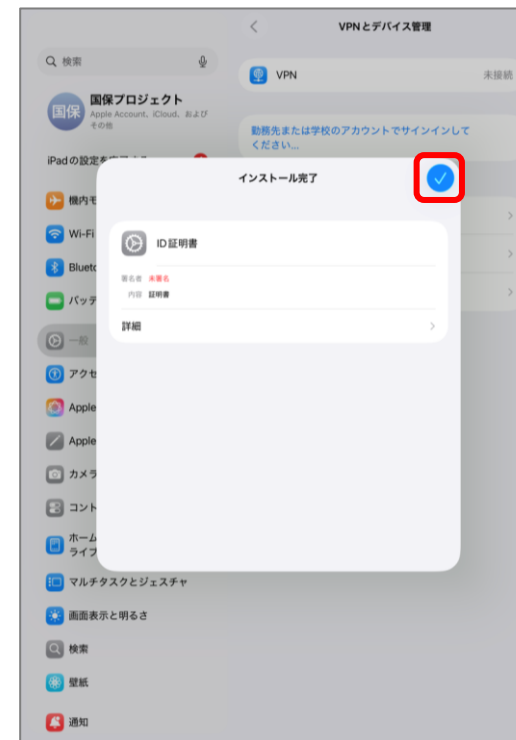 VPNとデバイス管理
検索
VPN
未接続
国保
国保プロジェクト
Apple Account、iCloud、および
その他
勤務先または学校のアカウントでサインインして
ください...
iPadの設定を
インストール完了
機内モ
Wi-Fi
ID証明書
Blueto
署名者 未署名
内容 証明書
バッテ
詳細
一般
アクセ
Apple
Apple
カメラ
コント
ホーム
ライブ
マルチタスクとジェスチャ
画面表示と明るさ
検索
壁紙
通知